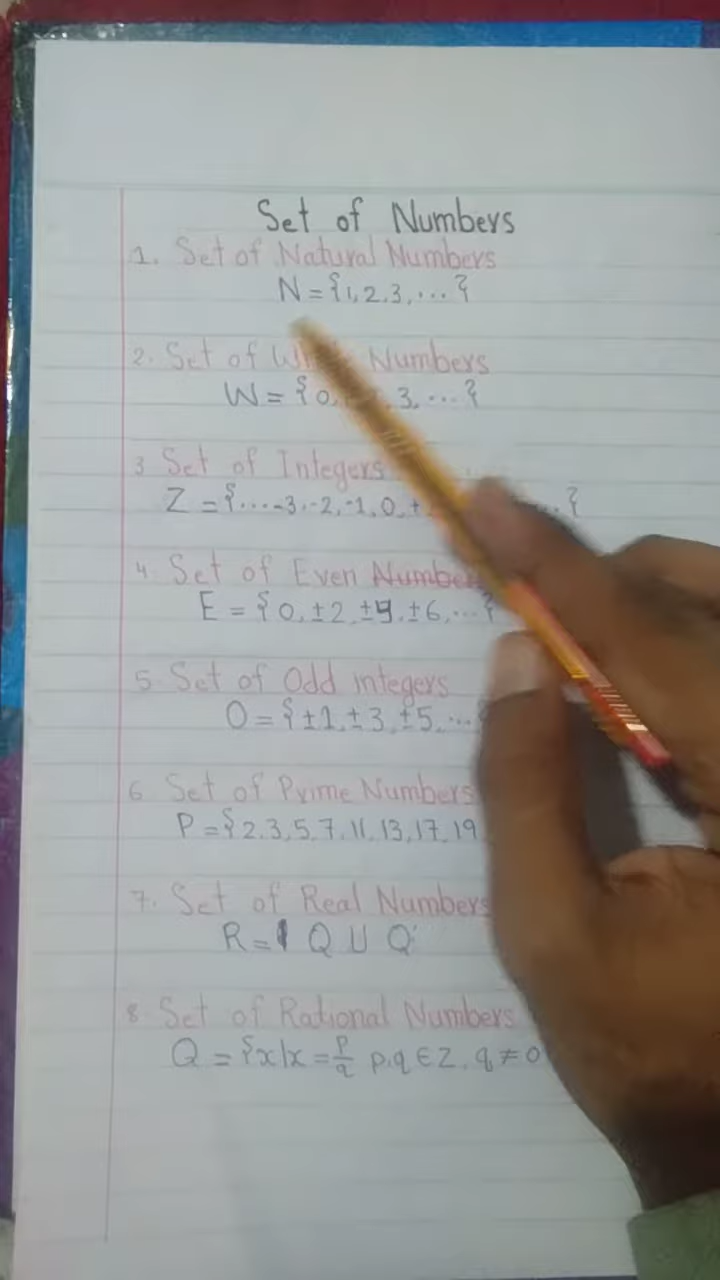 Set of Numbers
1. Set of Natural Numbers
N = {1, 2, 3, ... }
2. Set of Numbers
W = { 0, 3, ... }
3 Set of Integers
Z = {....-3, -2, -1, 0, + ... }
4 Set of Even Number
E = { 0, ±2, ±4, ±6, ... }
5 Set of Odd integers
O = { ±1, ±3, ±5, ... {
6 Set of Prime Numbers
P = { 2, 3, 5, 7, 11, 13, 17, 19
7. Set of Real Numbers
R = Q U Q'
8 Set of Rational Numbers
Q = {x/x = p/q p,q ∈ Z, q ≠ 0